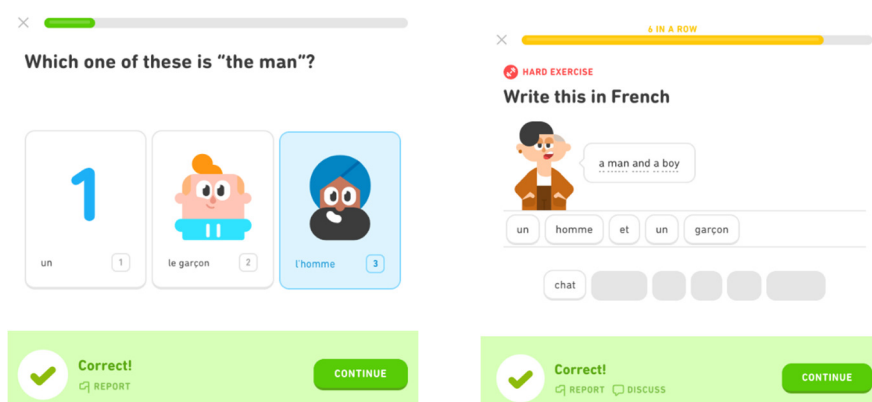 Which one of these is “the man”?
1
un 1
le garçon 2
l'homme 3
Correct!
REPORT
CONTINUE
6 IN A ROW
HARD EXERCISE
Write this in French
a man and a boy
un homme et un garçon
chat
Correct!
REPORT DISCUSS
CONTINUE